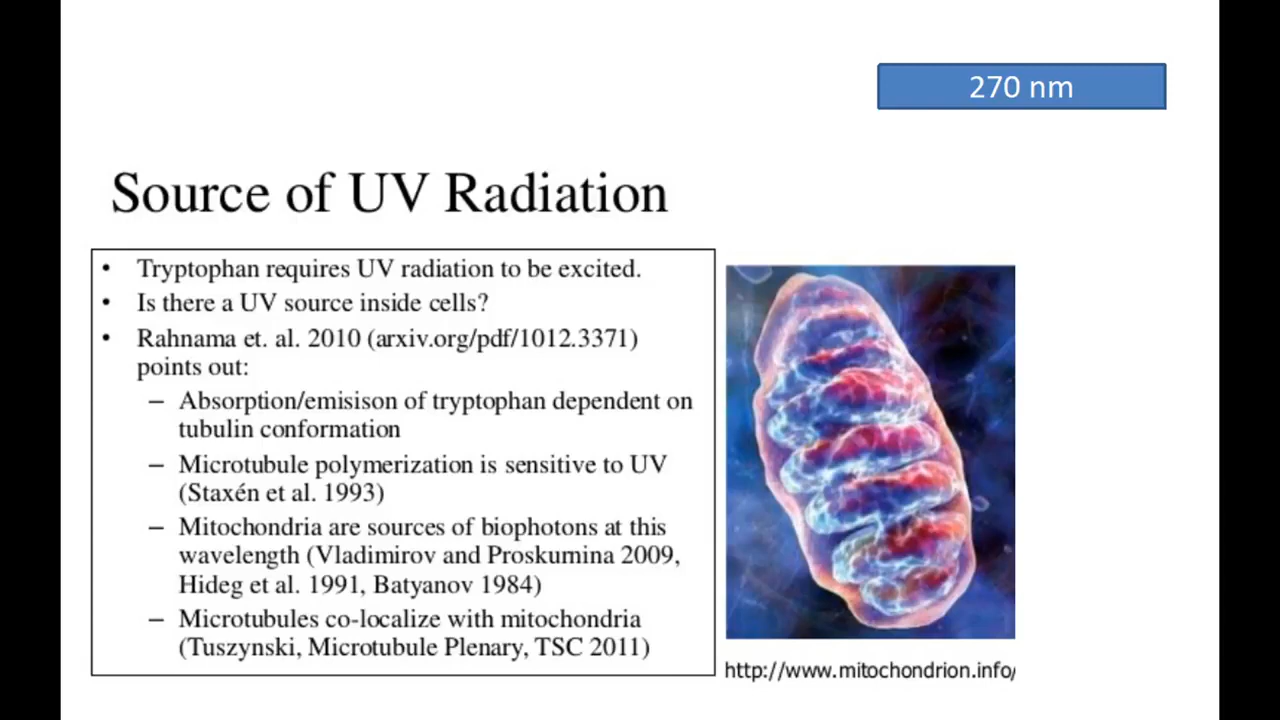 270 nm
Source of UV Radiation
• Tryptophan requires UV radiation to be excited.
• Is there a UV source inside cells?
• Rahnama et. al. 2010 (arxiv.org/pdf/1012.3371)
points out:
– Absorption/emisison of tryptophan dependent on
tubulin conformation
– Microtubule polymerization is sensitive to UV
(Staxén et al. 1993)
– Mitochondria are sources of biophotons at this
wavelength (Vladimirov and Proskurnina 2009,
Hideg et al. 1991, Batyanov 1984)
– Microtubules co-localize with mitochondria
(Tuszynski, Microtubule Plenary, TSC 2011)
http://www.mitochondrion.info/